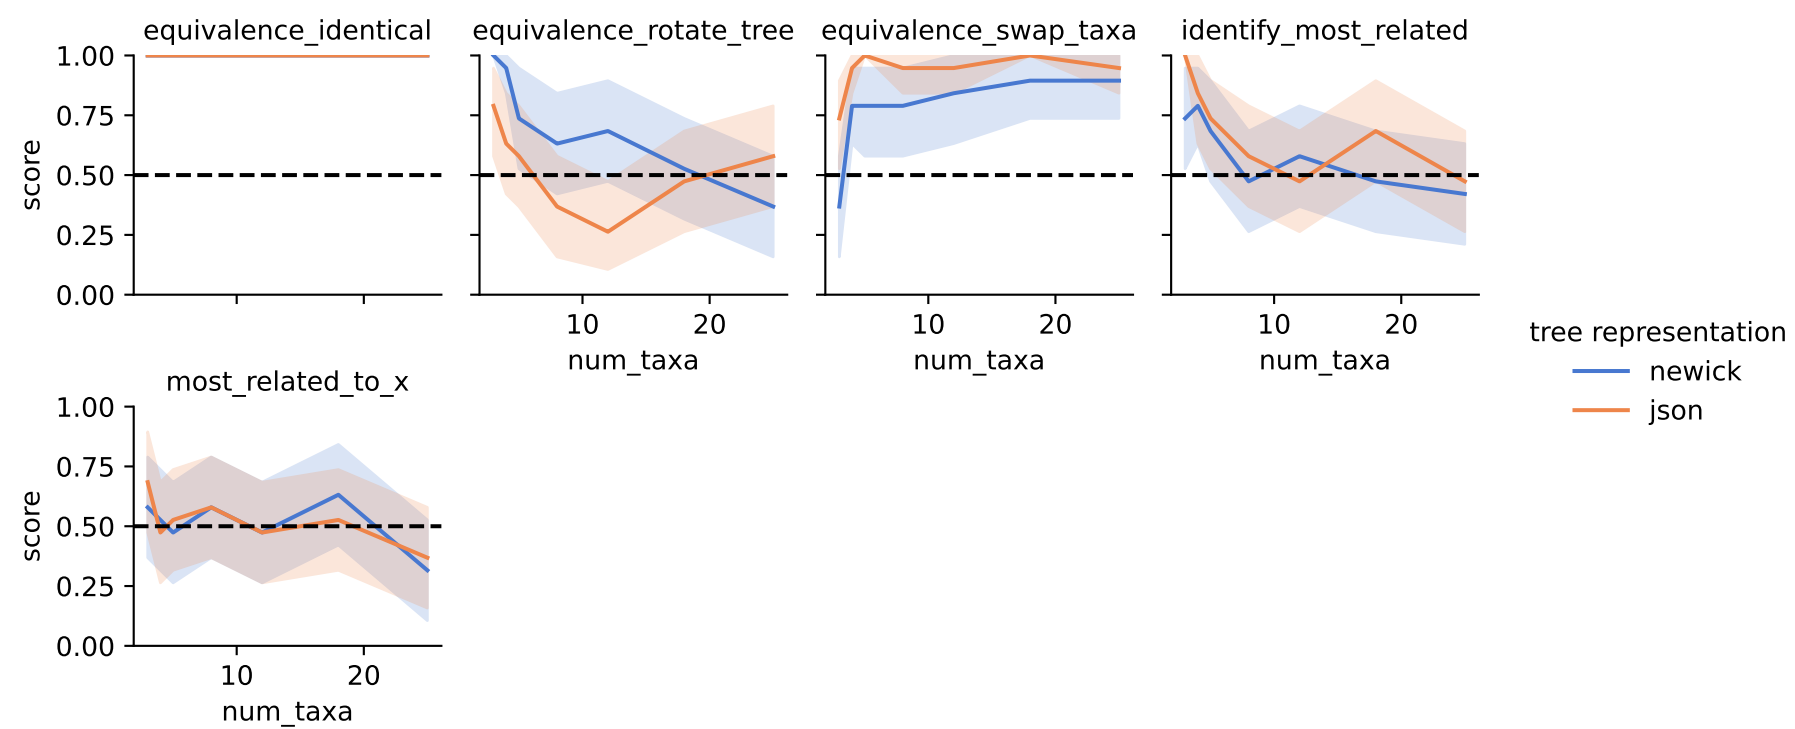 equivalence_identical
equivalence_rotate_tree
equivalence_swap_taxa
identify_most_related
1.00
0.75
0.50
0.25
0.00
score
10
20
num_taxa
10
20
num_taxa
10
20
num_taxa
tree representation
newick
json
most_related_to_x
1.00
0.75
0.50
0.25
0.00
score
10
20
num_taxa